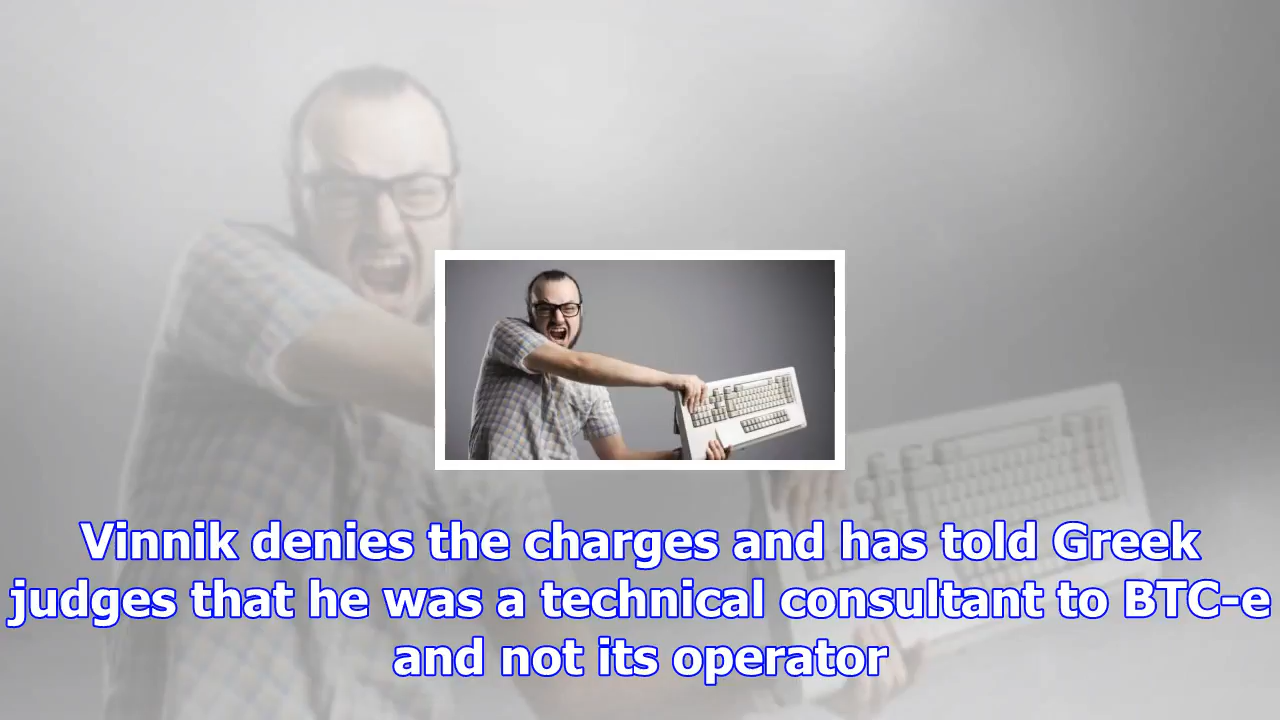 Vinnik denies the charges and has told Greek
judges that he was a technical consultant to BTC-e
and not its operator